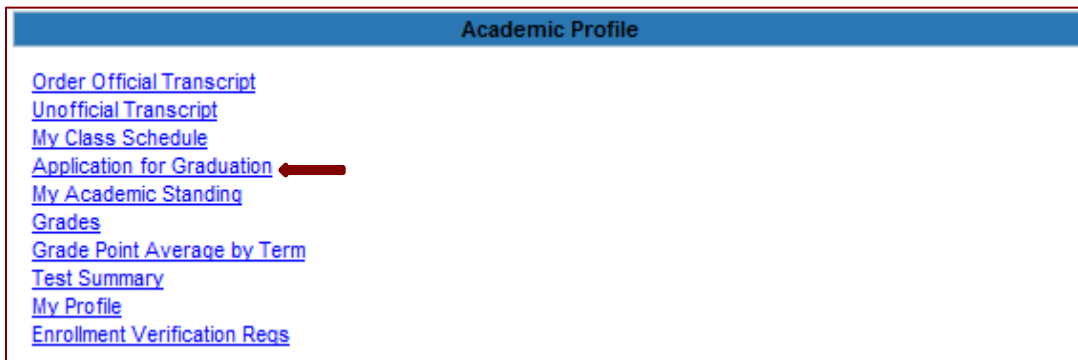 Academic Profile
Order Official Transcript
Unofficial Transcript
My Class Schedule
Application for Graduation
My Academic Standing
Grades
Grade Point Average by Term
Test Summary
My Profile
Enrollment Verification Reqs